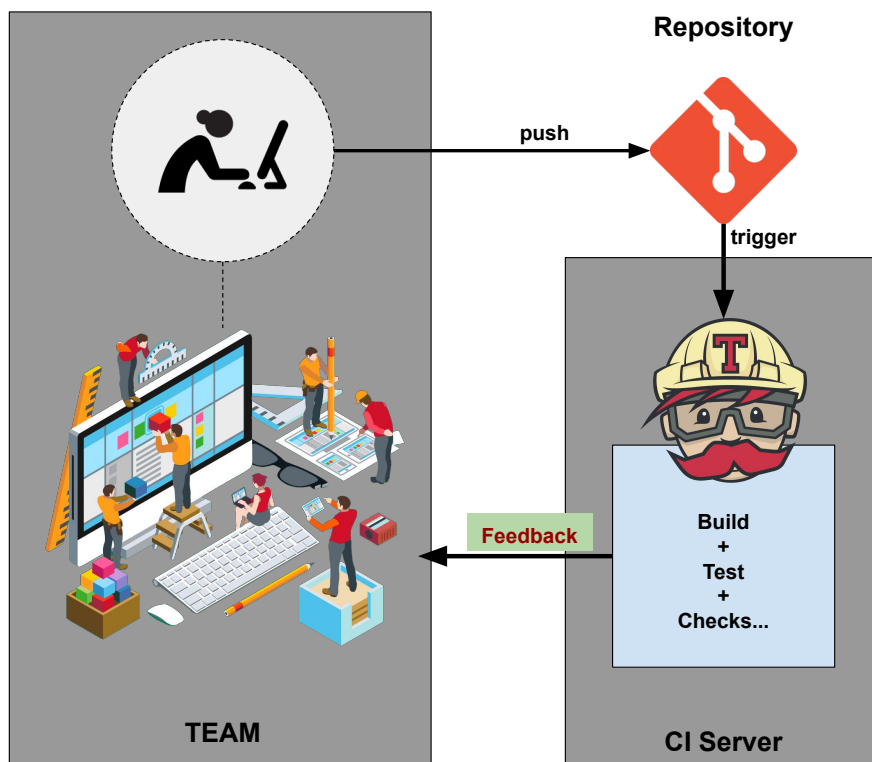 Repository
push
trigger
T
Build
+
Test
+
Checks...
Feedback
TEAM
CI Server